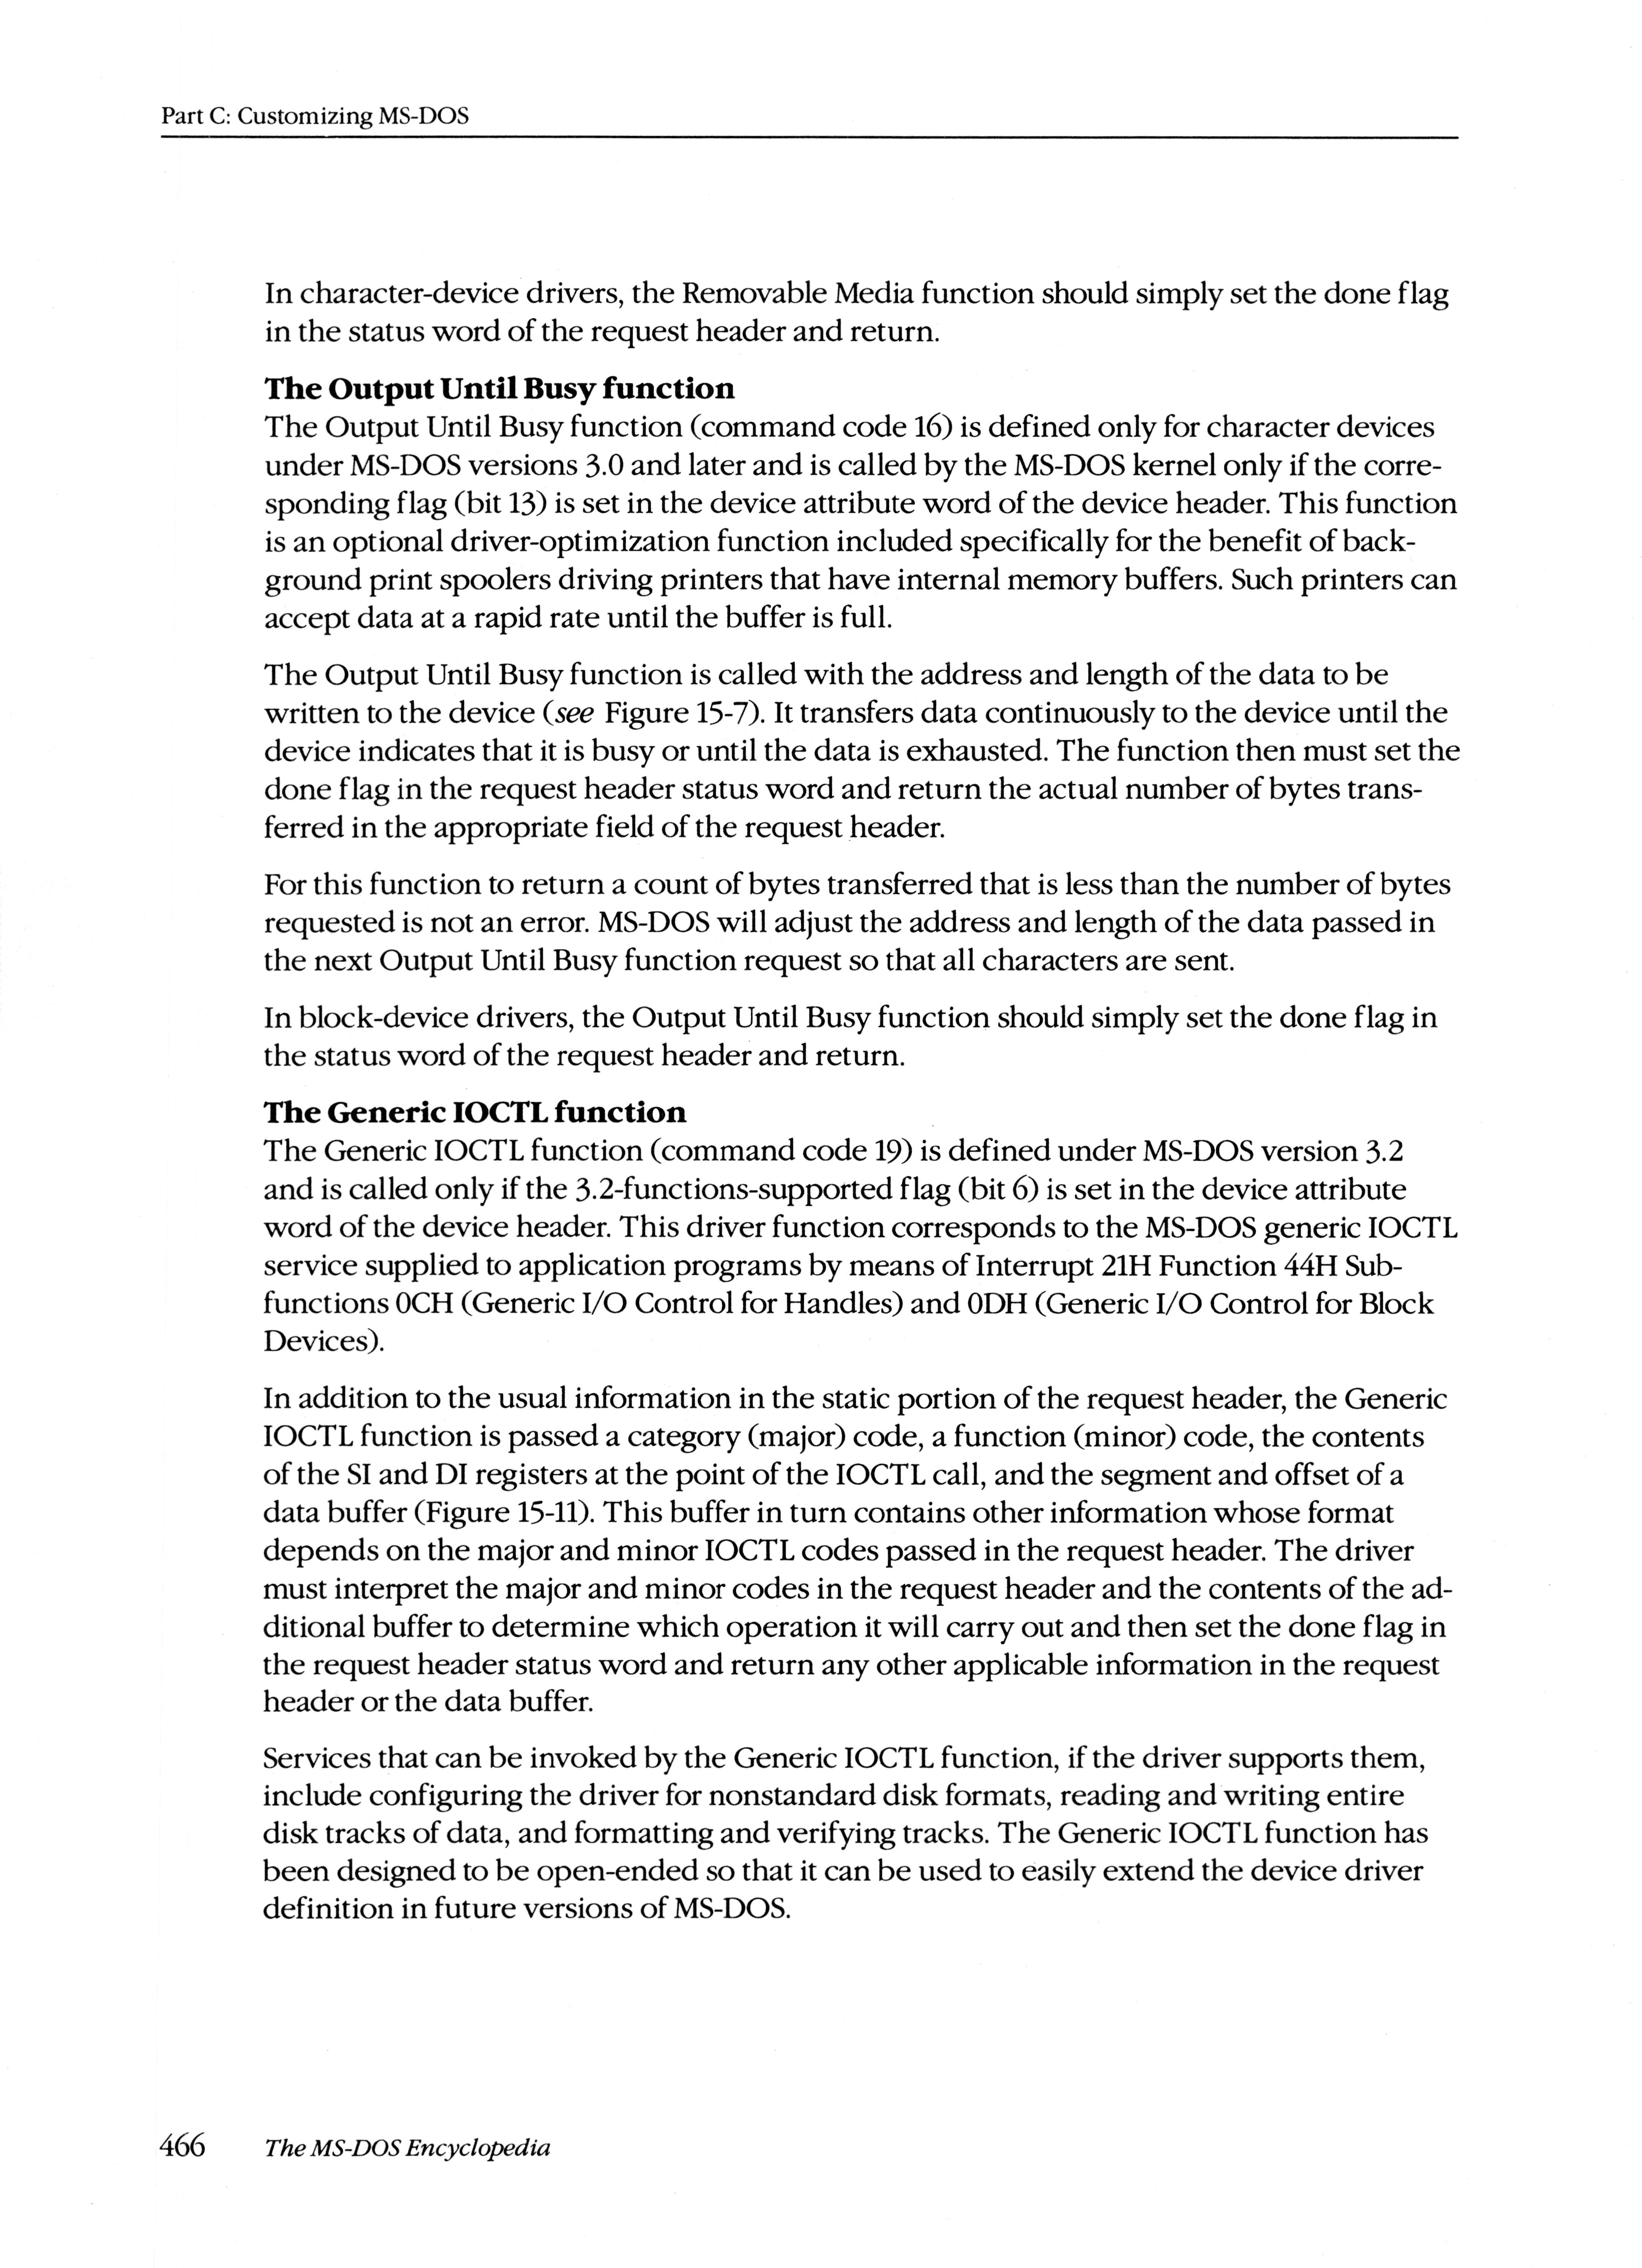 Part C: Customizing MS-DOS
In character-device drivers, the Removable Media function should simply set the done flag
in the status word of the request header and return.
The Output Until Busy function
The Output Until Busy function (command code 16) is defined only for character devices
under MS-DOS versions 3.0 and later and is called by the MS-DOS kernel only if the corre-
sponding flag (bit 13) is set in the device attribute word of the device header. This function
is an optional driver-optimization function included specifically for the benefit of back-
ground print spoolers driving printers that have internal memory buffers. Such printers can
accept data at a rapid rate until the buffer is full.
The Output Until Busy function is called with the address and length of the data to be
written to the device (see Figure 15-7). It transfers data continuously to the device until the
device indicates that it is busy or until the data is exhausted. The function then must set the
done flag in the request header status word and return the actual number of bytes trans-
ferred in the appropriate field of the request header.
For this function to return a count of bytes transferred that is less than the number of bytes
requested is not an error. MS-DOS will adjust the address and length of the data passed in
the next Output Until Busy function request so that all characters are sent.
In block-device drivers, the Output Until Busy function should simply set the done flag in
the status word of the request header and return.
The Generic IOCTL function
The Generic IOCTL function (command code 19) is defined under MS-DOS version 3.2
and is called only if the 3.2-functions-supported flag (bit 6) is set in the device attribute
word of the device header. This driver function corresponds to the MS-DOS generic IOCTL
service supplied to application programs by means of Interrupt 21H Function 44H Sub-
functions 0CH (Generic I/O Control for Handles) and 0DH (Generic I/O Control for Block
Devices).
In addition to the usual information in the static portion of the request header, the Generic
IOCTL function is passed a category (major) code, a function (minor) code, the contents
of the SI and DI registers at the point of the IOCTL call, and the segment and offset of a
data buffer (Figure 15-11). This buffer in turn contains other information whose format
depends on the major and minor IOCTL codes passed in the request header. The driver
must interpret the major and minor codes in the request header and the contents of the ad-
ditional buffer to determine which operation it will carry out and then set the done flag in
the request header status word and return any other applicable information in the request
header or the data buffer.
Services that can be invoked by the Generic IOCTL function, if the driver supports them,
include configuring the driver for nonstandard disk formats, reading and writing entire
disk tracks of data, and formatting and verifying tracks. The Generic IOCTL function has
been designed to be open-ended so that it can be used to easily extend the device driver
definition in future versions of MS-DOS.
466 The MS-DOS Encyclopedia